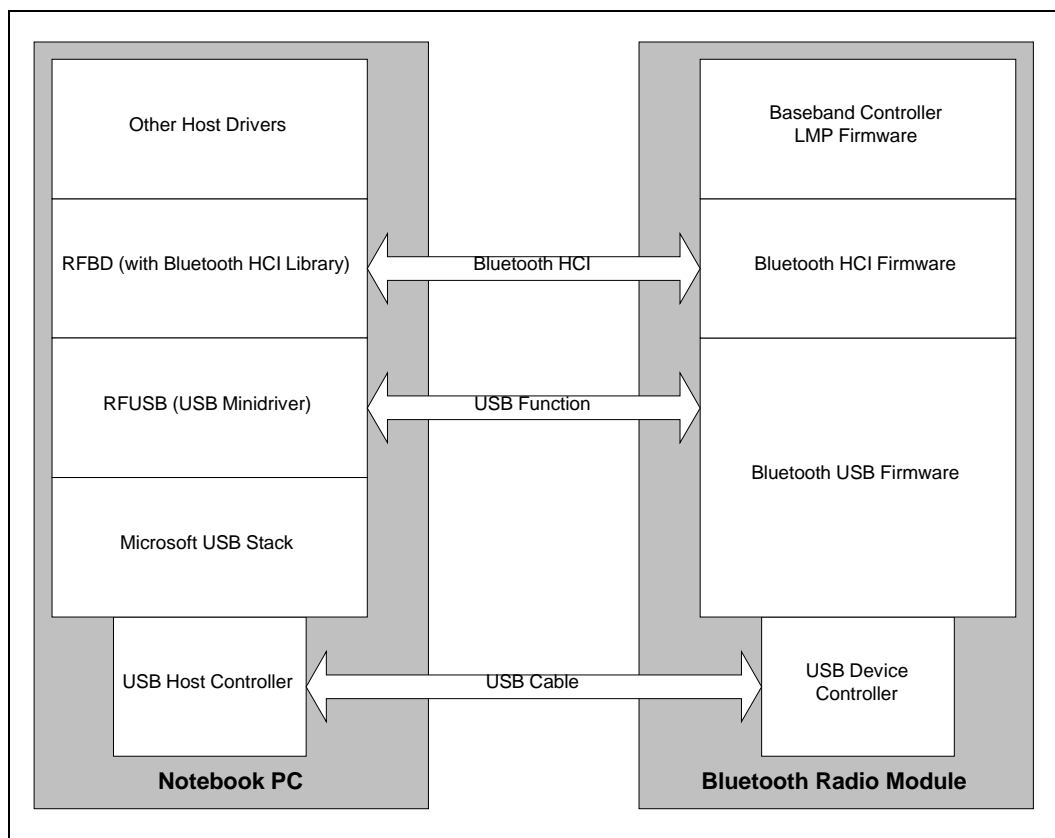 Other Host Drivers
RFBD (with Bluetooth HCI Library)
RFUSB (USB Minidriver)
Microsoft USB Stack
USB Host Controller
Notebook PC
Bluetooth HCI
USB Function
USB Cable
Baseband Controller
LMP Firmware
Bluetooth HCI Firmware
Bluetooth USB Firmware
USB Device
Controller
Bluetooth Radio Module